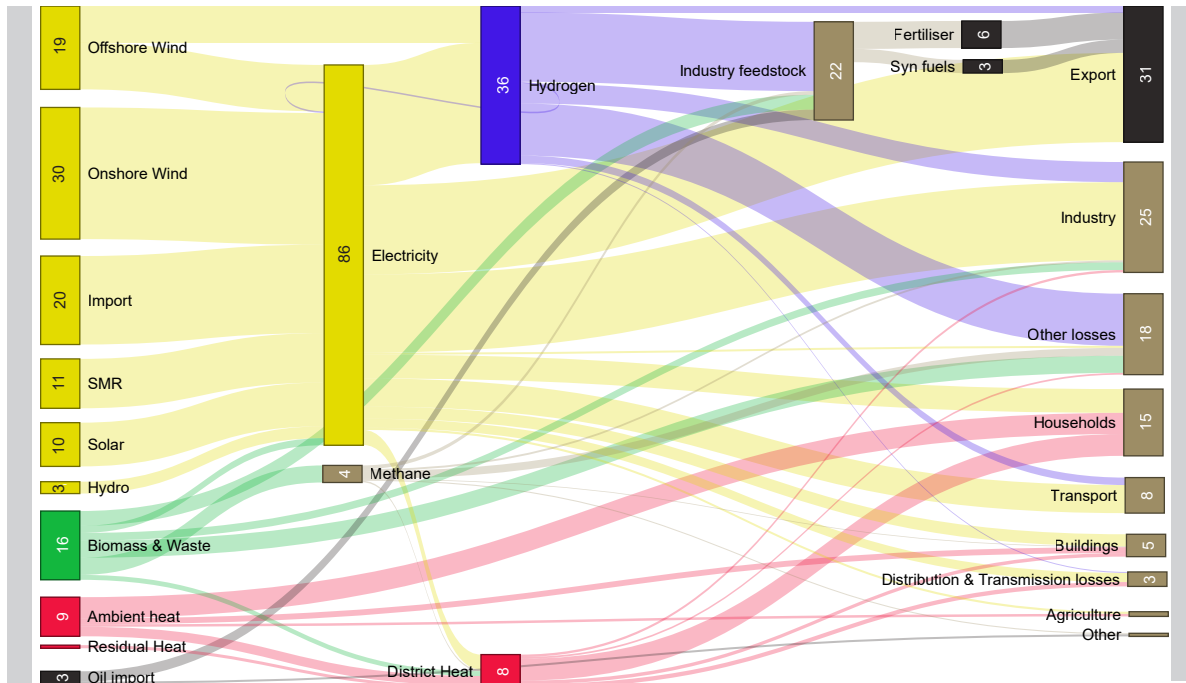 19 Offshore Wind
30 Onshore Wind
20 Import
11 SMR
10 Solar
3 Hydro
16 Biomass & Waste
9 Ambient heat
Residual Heat
3 Oil import
86 Electricity
4 Methane
36 Hydrogen
District Heat 8
Industry feedstock 22
Fertiliser 6
Syn fuels 3
Export 31
Industry 25
Other losses 18
Households 15
Transport 8
Buildings 5
Distribution & Transmission losses 3
Agriculture
Other